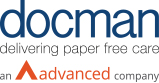 docman
delivering paper free care
an advanced company